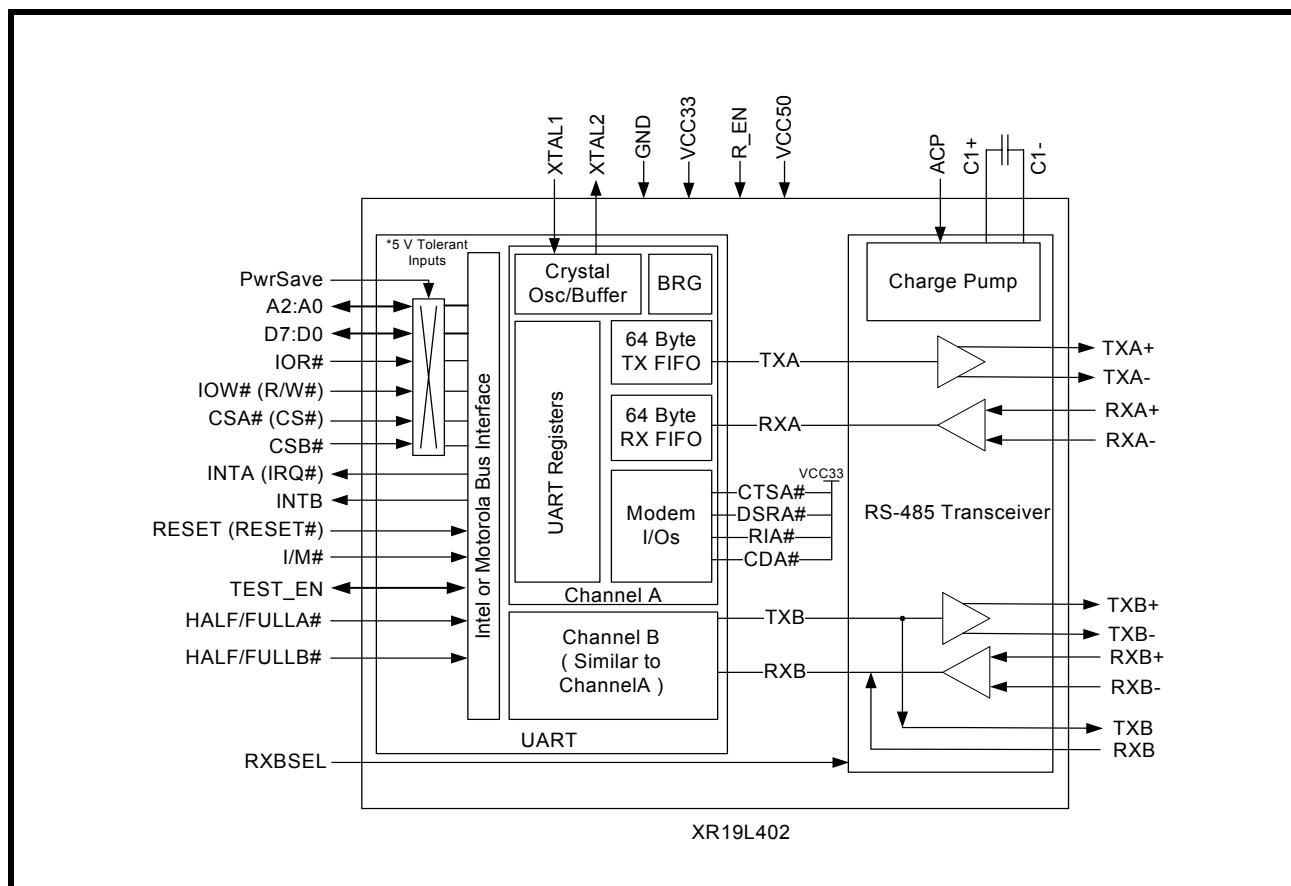 XTAL1
XTAL2
GND
VCC33
R_EN
VCC50
ACP
C1+
C1-
*5 V Tolerant
Inputs
PwrSave
A2:A0
D7:D0
IOR#
IOW# (R/W#)
CSA# (CS#)
CSB#
INTA (IRQ#)
INTB
RESET (RESET#)
I/M#
TEST_EN
HALF/FULLA#
HALF/FULLB#
RXBSEL
Intel or Motorola Bus Interface
Crystal
Osc/Buffer
BRG
UART Registers
64 Byte
TX FIFO
64 Byte
RX FIFO
Modem
I/Os
Channel A
Channel B
( Similar to
ChannelA )
UART
TXA
RXA
VCC33
CTSA#
DSRA#
RIA#
CDA#
TXB
RXB
Charge Pump
RS-485 Transceiver
TXA+
TXA-
RXA+
RXA-
TXB+
TXB-
RXB+
RXB-
TXB
RXB
XR19L402